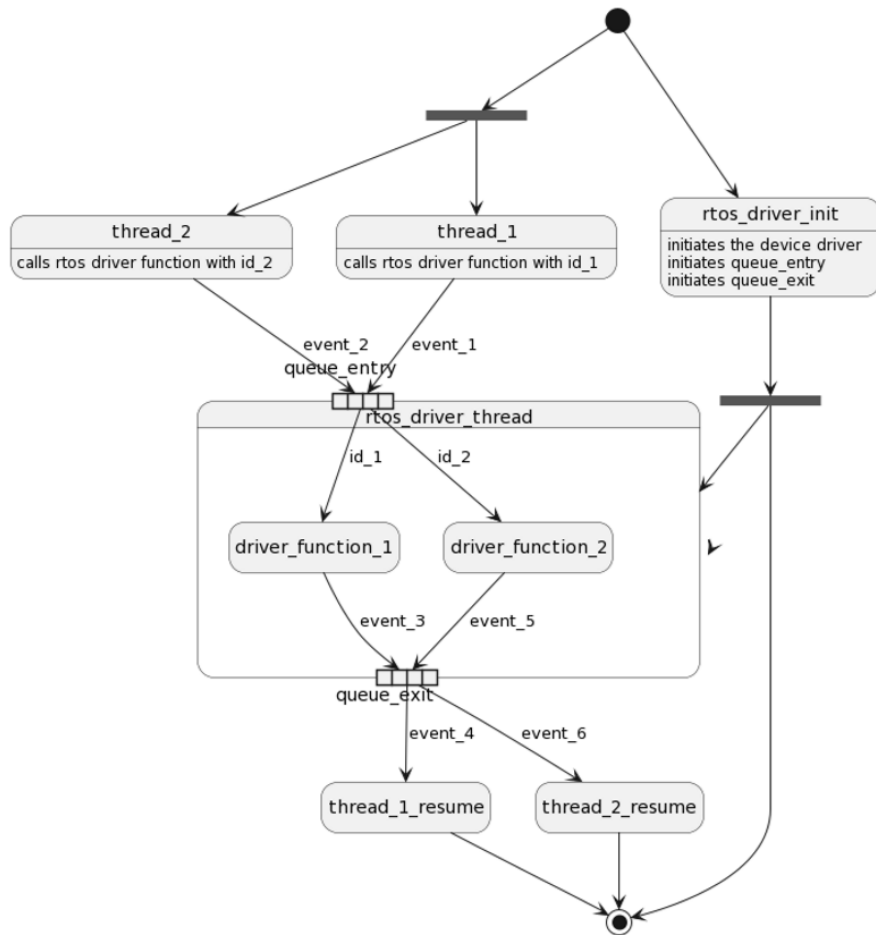 rtos_driver_init
initiates the device driver
initiates queue_entry
initiates queue_exit
thread_2
calls rtos driver function with id_2
thread_1
calls rtos driver function with id_1
event_2
event_1
queue_entry
rtos_driver_thread
id_1
id_2
driver_function_1
driver_function_2
event_3
event_5
queue_exit
event_4
event_6
thread_1_resume
thread_2_resume